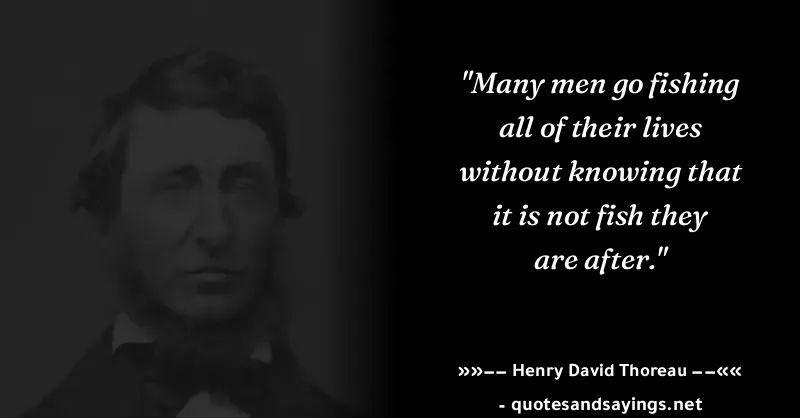 "Many men go fishing
all of their lives
without knowing that
it is not fish they
are after."
»»−− Henry David Thoreau −−««
- quotesandsayings.net